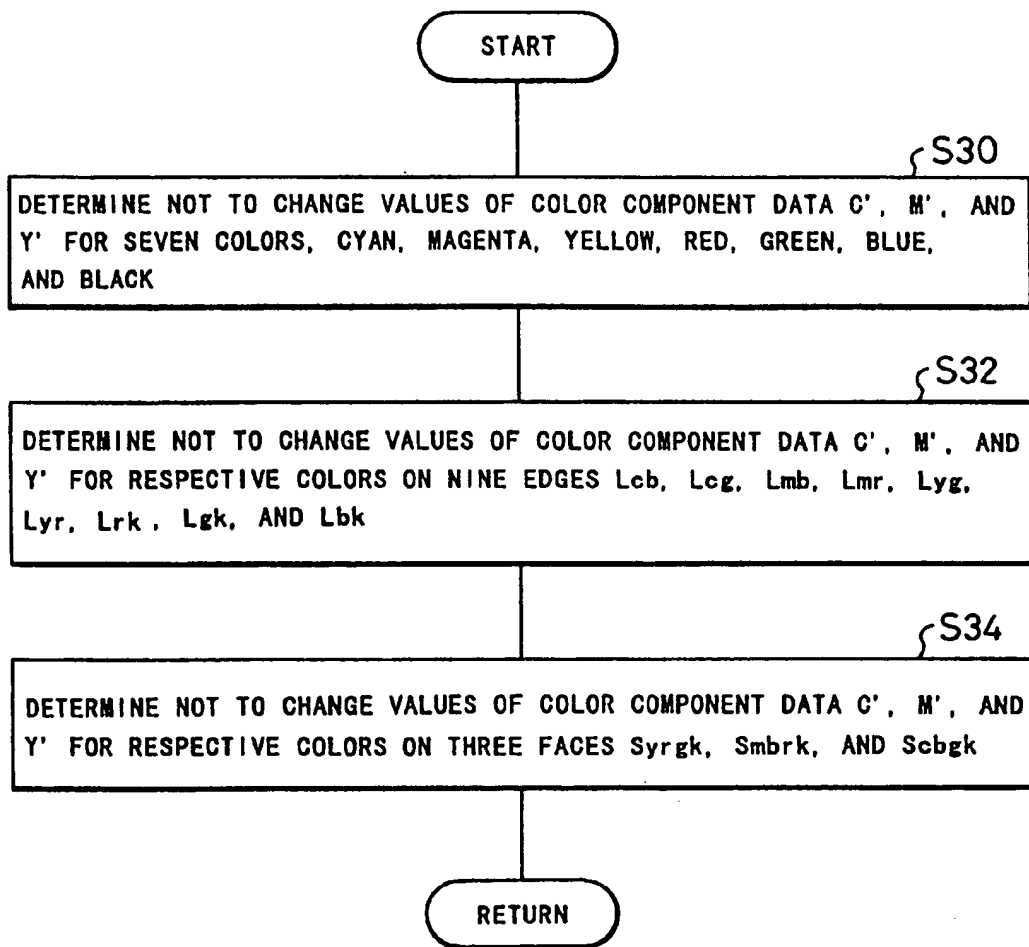 START
S30
DETERMINE NOT TO CHANGE VALUES OF COLOR COMPONENT DATA C', M', AND
Y' FOR SEVEN COLORS, CYAN, MAGENTA, YELLOW, RED, GREEN, BLUE,
AND BLACK
S32
DETERMINE NOT TO CHANGE VALUES OF COLOR COMPONENT DATA C', M', AND
Y' FOR RESPECTIVE COLORS ON NINE EDGES Lcb, Lcg, Lmb, Lmr, Lyg,
Lyr, Lrk, Lgk, AND Lbk
S34
DETERMINE NOT TO CHANGE VALUES OF COLOR COMPONENT DATA C', M', AND
Y' FOR RESPECTIVE COLORS ON THREE FACES Syrgk, Smbrk, AND Scbgk
RETURN